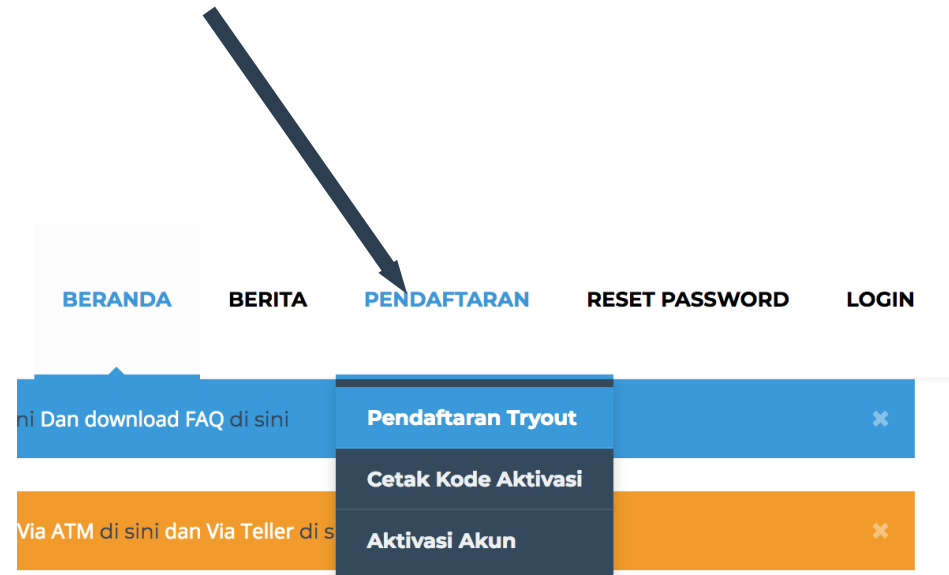 BERANDA BERITA PENDAFTARAN RESET PASSWORD LOGIN
Dan download FAQ di sini
Pendaftaran Tryout
Cetak Kode Aktivasi
Via ATM di sini dan Via Teller di
Aktivasi Akun